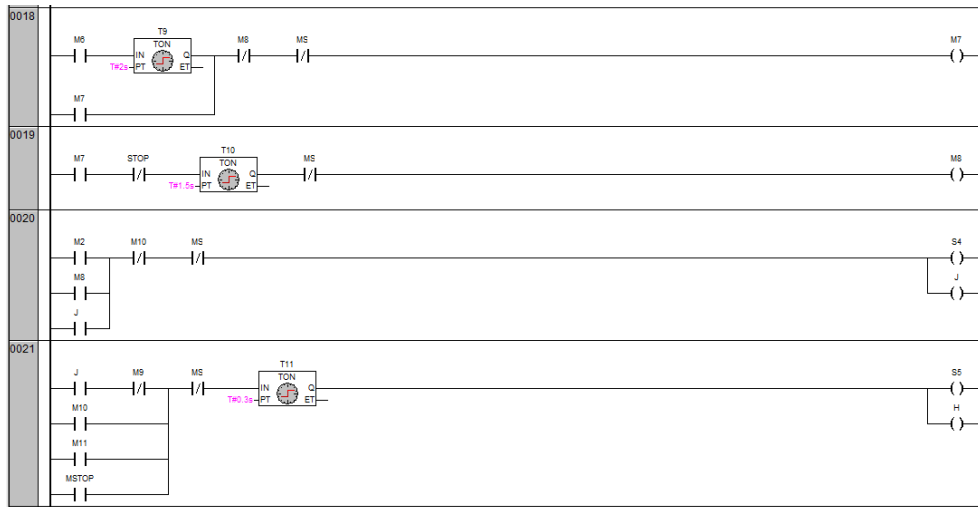 0018
T9
M6 TON M8 MS M7
IN Q
T#2s PT ET
M7
0019
T10
M7 STOP TON MS M8
IN Q
T#1,5s PT ET
0020
M2 M10 MS S4
M8 J
J
0021
T11
J M9 MS TON S5
IN Q
T#0,3s PT ET
M10 H
M11
MSTOP